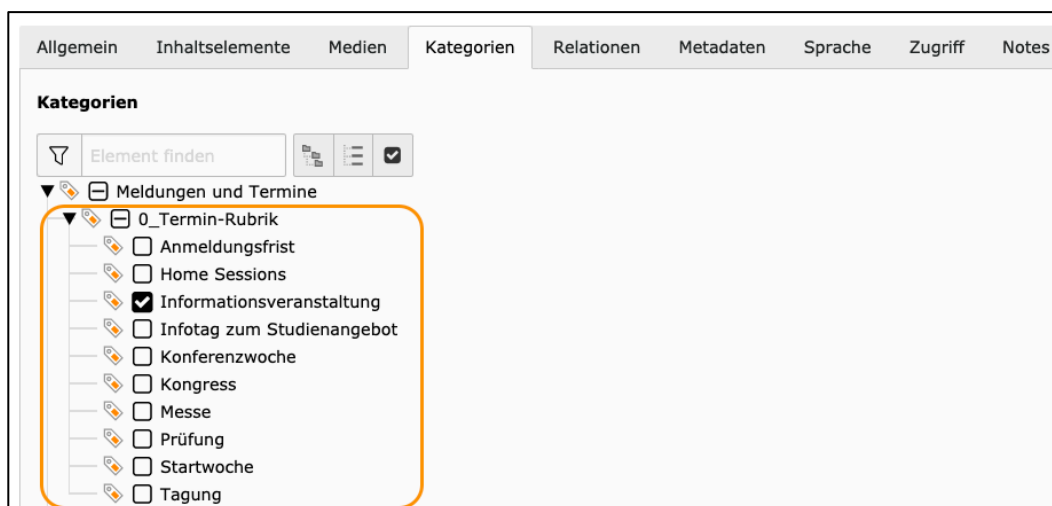 Allgemein Inhaltselemente Medien Kategorien Relationen Metadaten Sprache Zugriff Notes
Kategorien
Element finden
Meldungen und Termine
0_Termin-Rubrik
Anmeldungsfrist
Home Sessions
Informationsveranstaltung
Infotag zum Studienangebot
Konferenzwoche
Kongress
Messe
Prüfung
Startwoche
Tagung